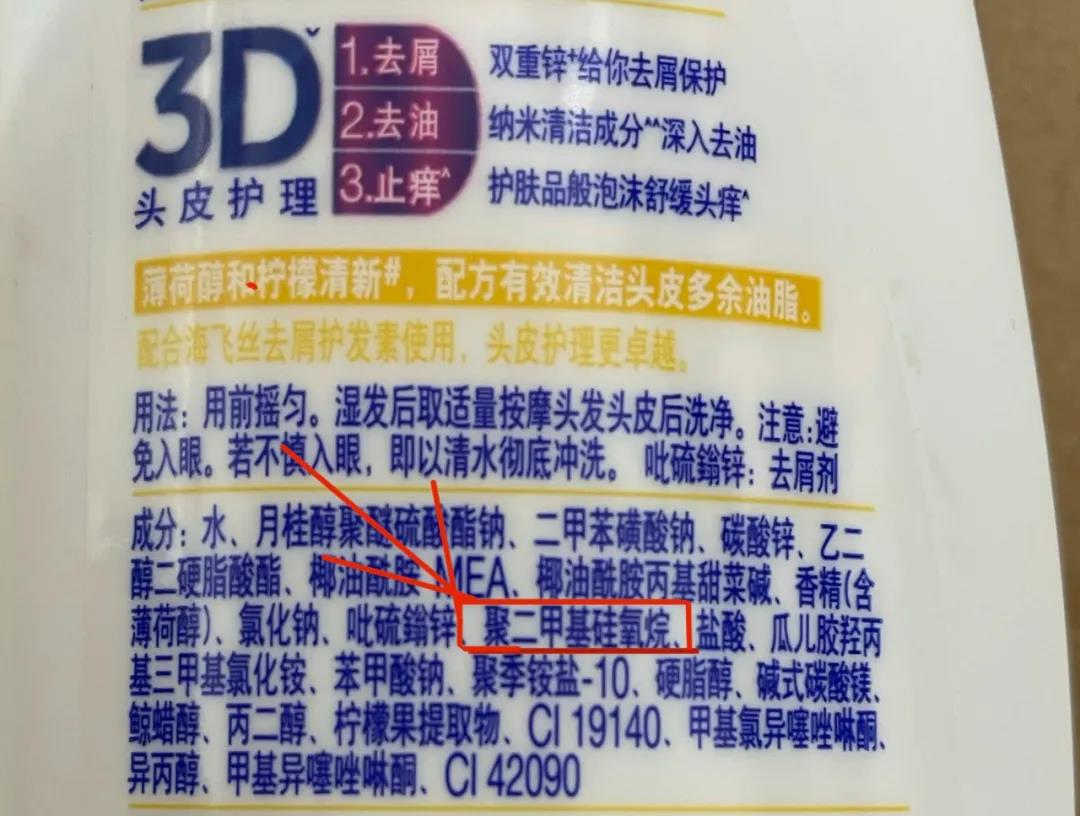 3Dˇ
头皮护理
1.去屑
2.去油
3.止痒^
双重锌⁺给你去屑保护
纳米清洁成分^^深入去油
护肤品般泡沫舒缓头痒^
薄荷醇和柠檬清新#，配方有效清洁头皮多余油脂。
配合海飞丝去屑护发素使用，头皮护理更卓越。
用法：用前摇匀。湿发后取适量按摩头发头皮后洗净。注意：避
免入眼。若不慎入眼，即以清水彻底冲洗。 吡硫鎓锌：去屑剂
成分：水、月桂醇聚醚硫酸酯钠、二甲苯磺酸钠、碳酸锌、乙二
醇二硬脂酸酯、椰油酰胺 MEA、椰油酰胺丙基甜菜碱、香精(含
薄荷醇)、氯化钠、吡硫鎓锌、聚二甲基硅氧烷、盐酸、瓜儿胶羟丙
基三甲基氯化铵、苯甲酸钠、聚季铵盐-10、硬脂醇、碱式碳酸镁、
鲸蜡醇、丙二醇、柠檬果提取物、CI 19140、甲基氯异噻唑啉酮、
异丙醇、甲基异噻唑啉酮、CI 42090